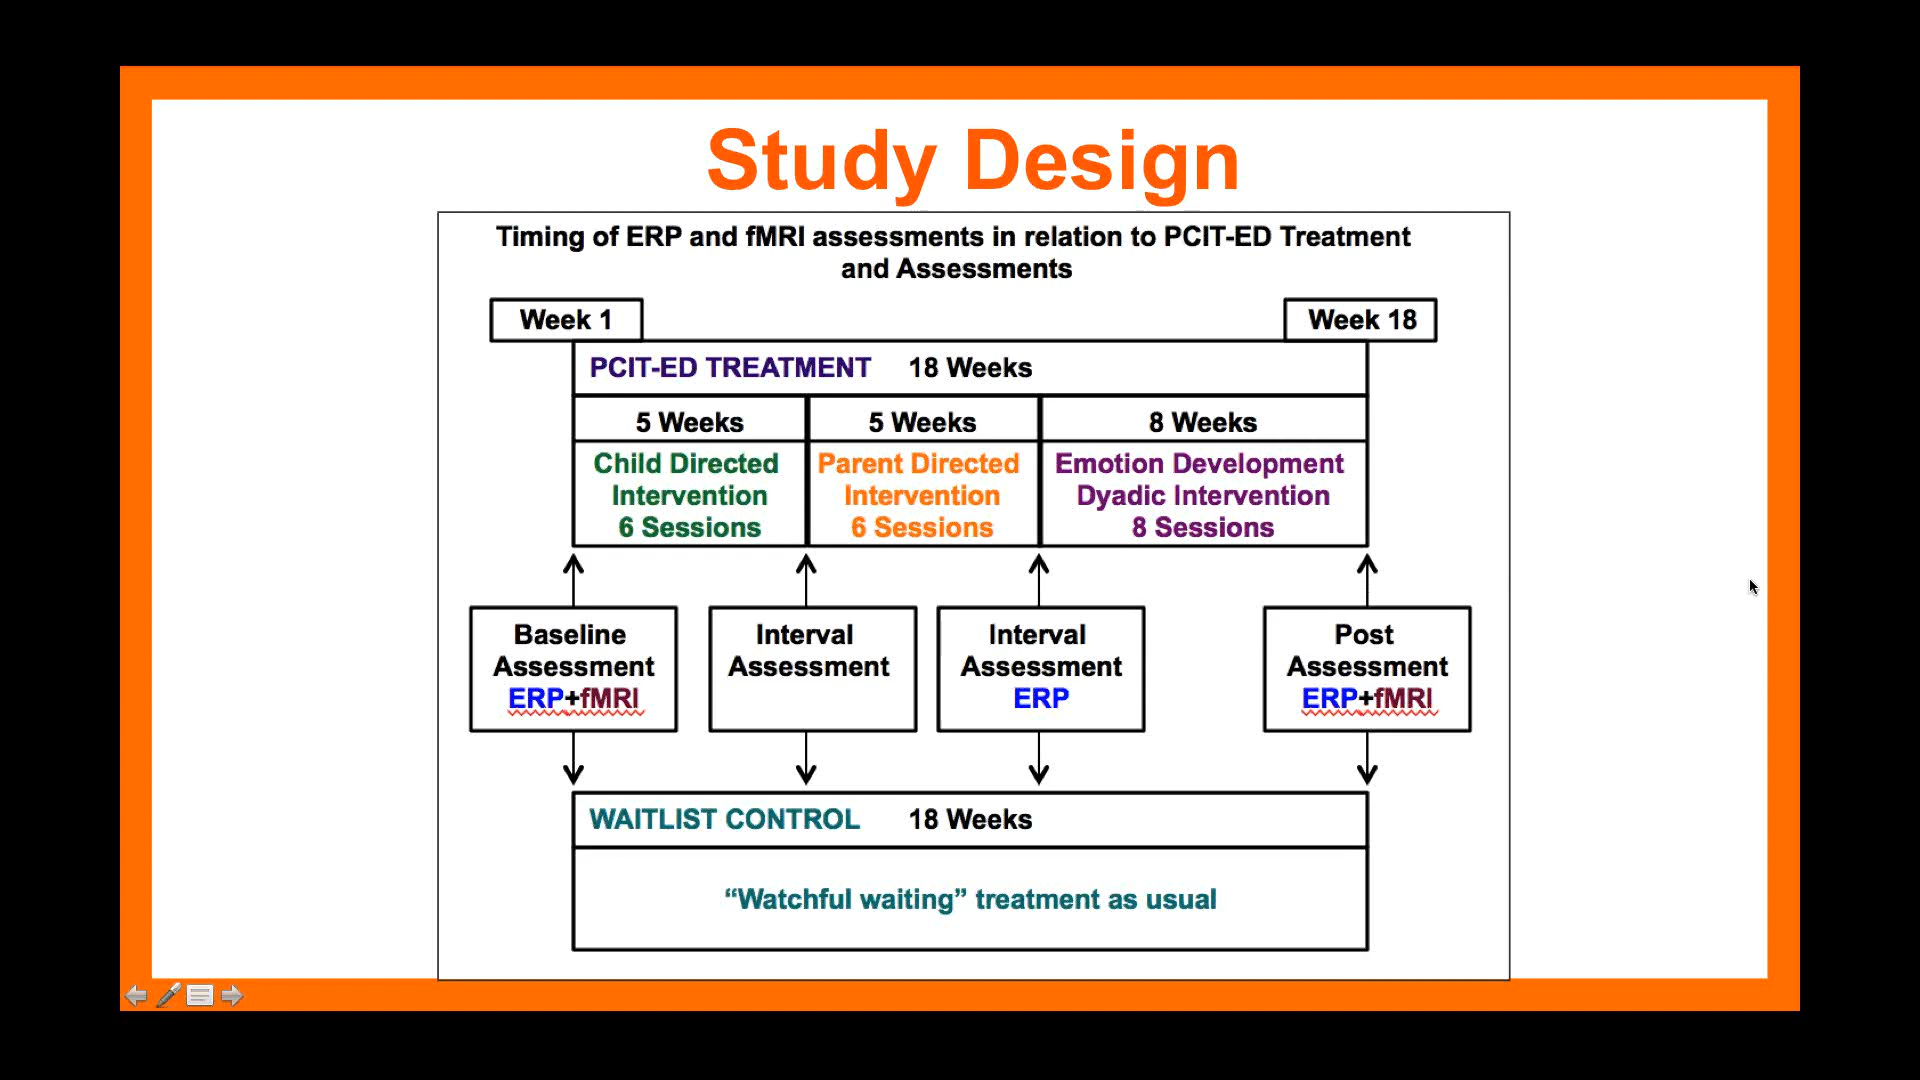 Study Design
Timing of ERP and fMRI assessments in relation to PCIT-ED Treatment
and Assessments
Week 1
Week 18
PCIT-ED TREATMENT 18 Weeks
5 Weeks
5 Weeks
8 Weeks
Child Directed
Intervention
6 Sessions
Parent Directed
Intervention
6 Sessions
Emotion Development
Dyadic Intervention
8 Sessions
Baseline
Assessment
ERP+fMRI
Interval
Assessment
Interval
Assessment
ERP
Post
Assessment
ERP+fMRI
WAITLIST CONTROL 18 Weeks
“Watchful waiting” treatment as usual